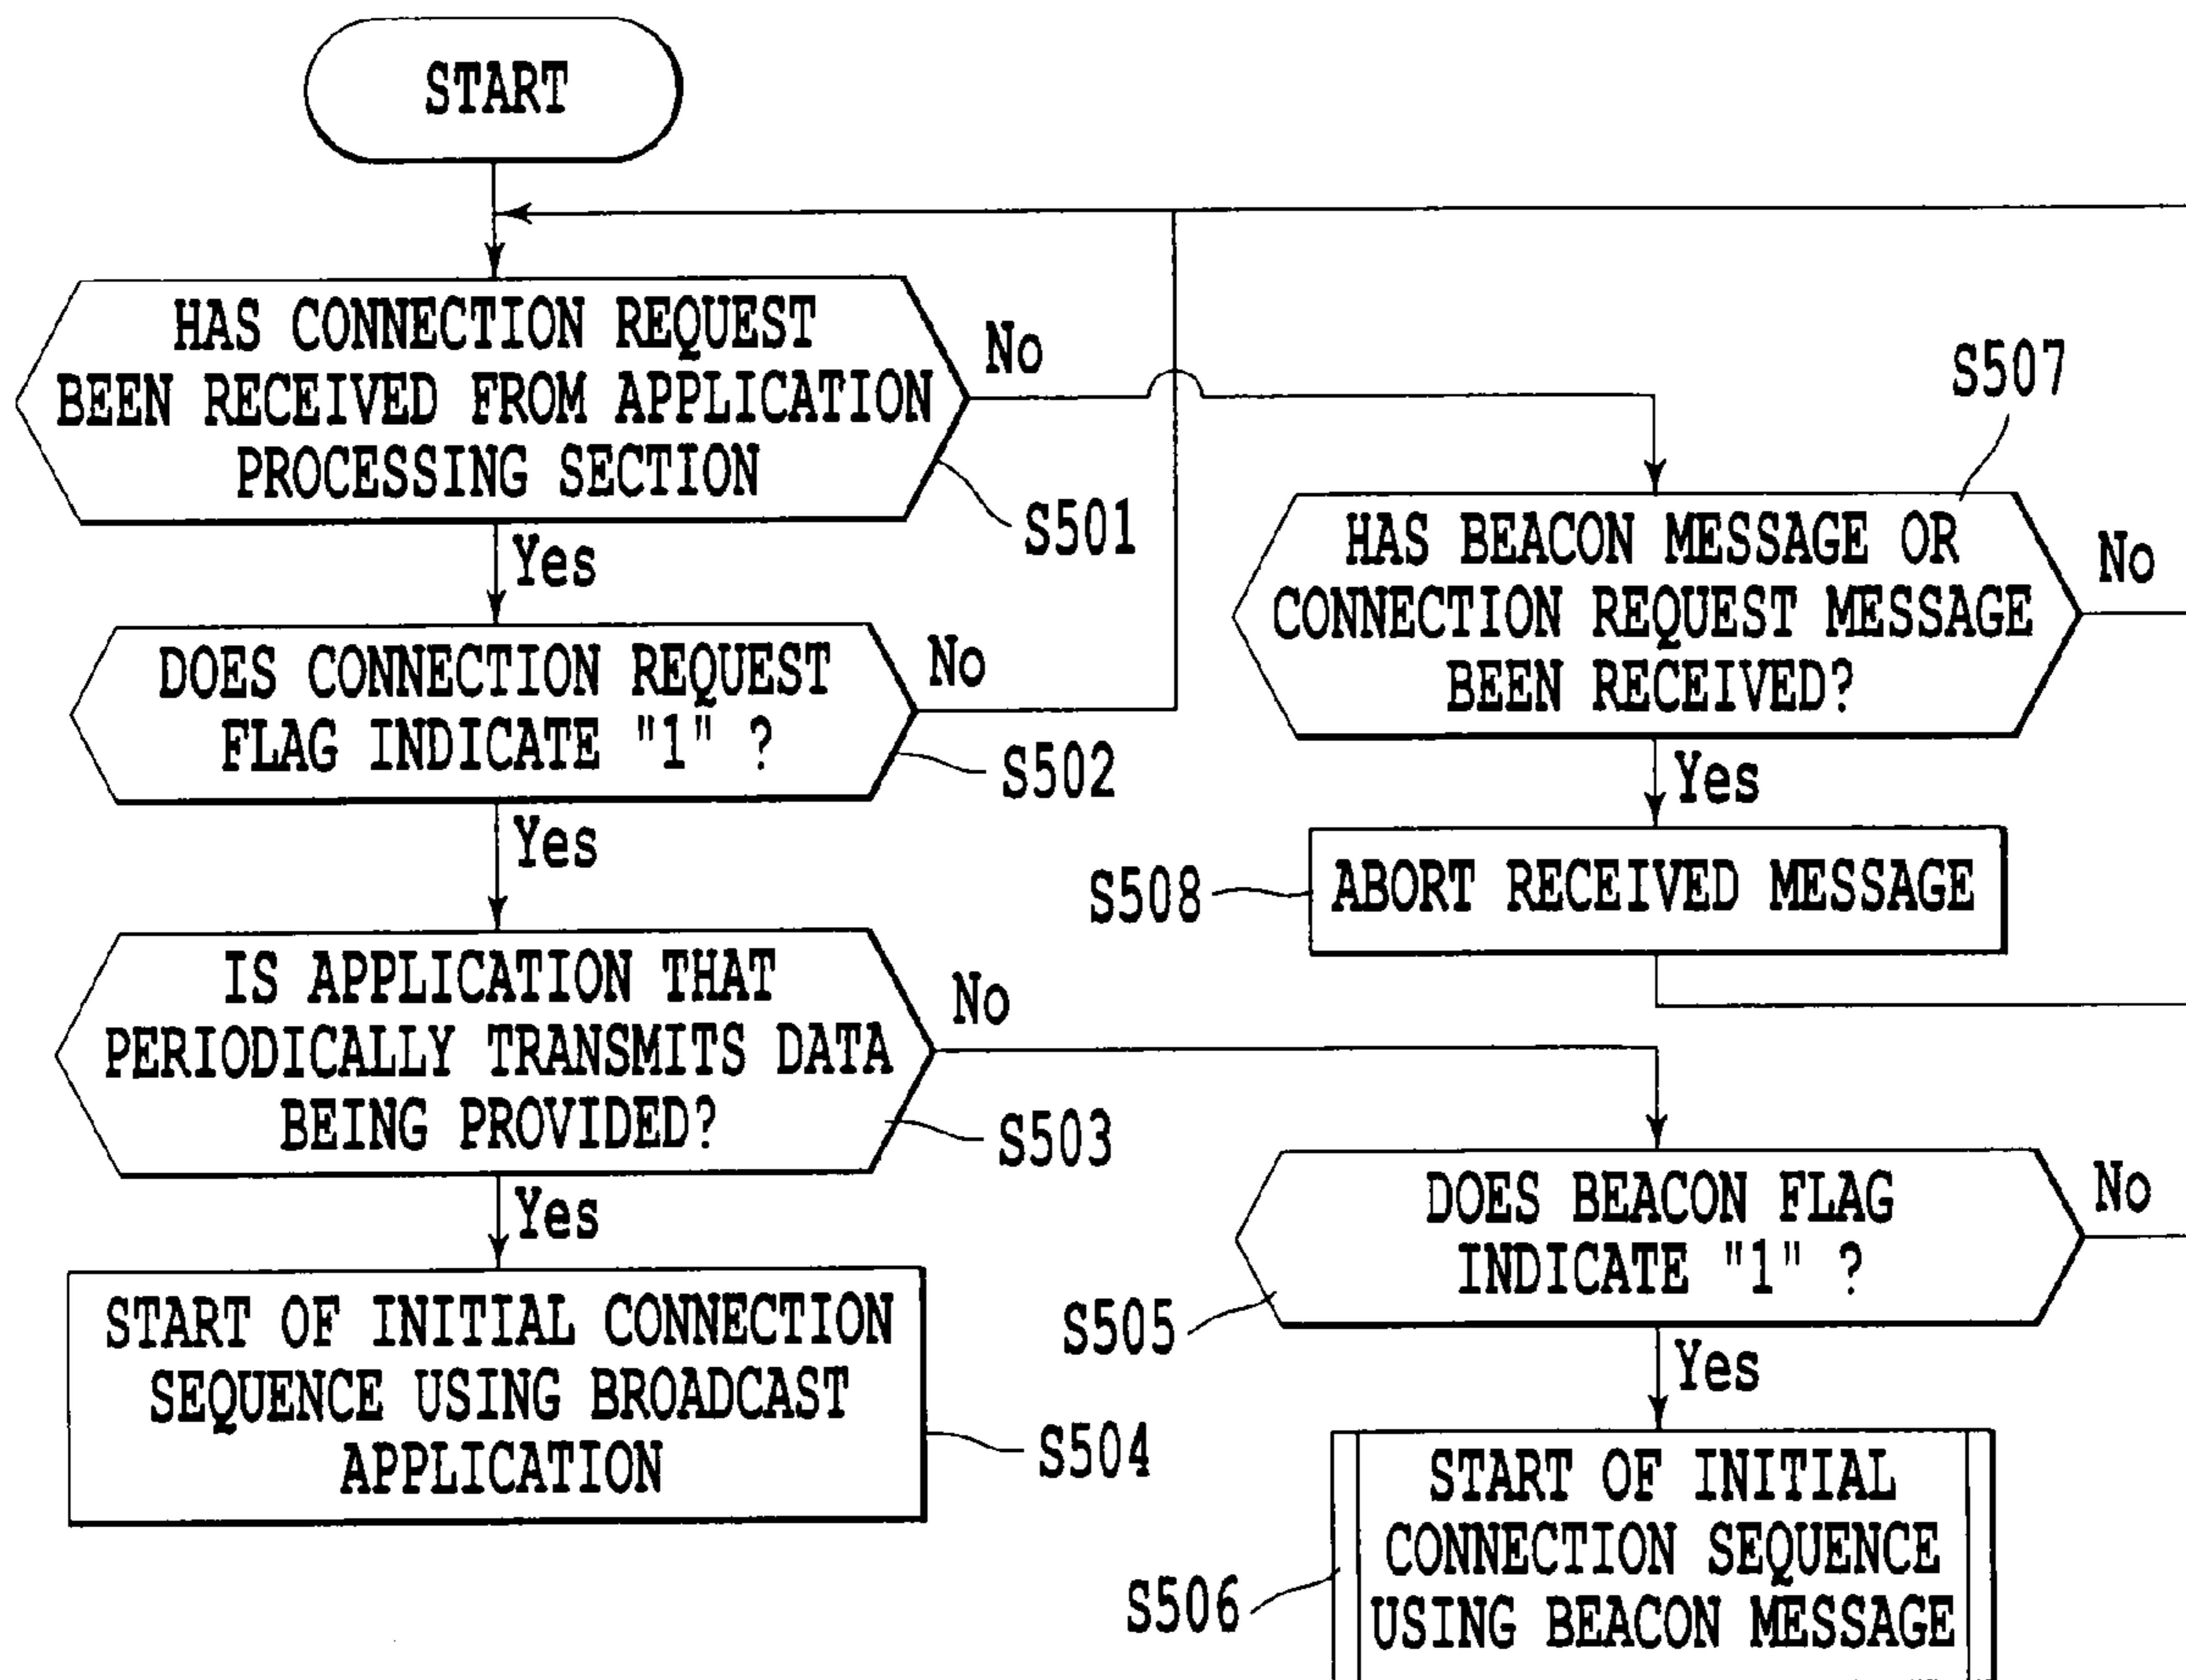 START
HAS CONNECTION REQUEST
BEEN RECEIVED FROM APPLICATION
PROCESSING SECTION
No
S501
Yes
DOES CONNECTION REQUEST
FLAG INDICATE "1" ?
No
S502
Yes
IS APPLICATION THAT
PERIODICALLY TRANSMITS DATA
BEING PROVIDED?
No
S503
Yes
START OF INITIAL CONNECTION
SEQUENCE USING BROADCAST
APPLICATION
S504
S507
HAS BEACON MESSAGE OR
CONNECTION REQUEST MESSAGE
BEEN RECEIVED?
No
Yes
S508
ABORT RECEIVED MESSAGE
DOES BEACON FLAG
INDICATE "1" ?
No
S505
Yes
START OF INITIAL
CONNECTION SEQUENCE
USING BEACON MESSAGE
S506